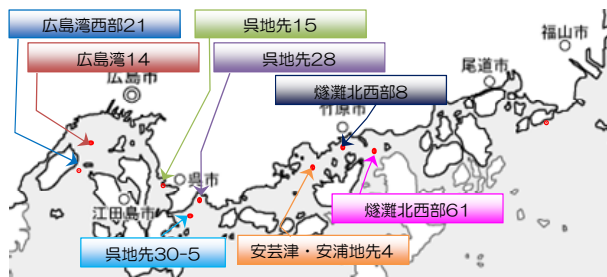 広島湾西部21
呉地先15
福山市
広島湾14
呉地先28
尾道市
広島市
燧灘北西部8
竹原市
呉市
江田島市
燧灘北西部61
呉地先30-5
安芸津・安浦地先4